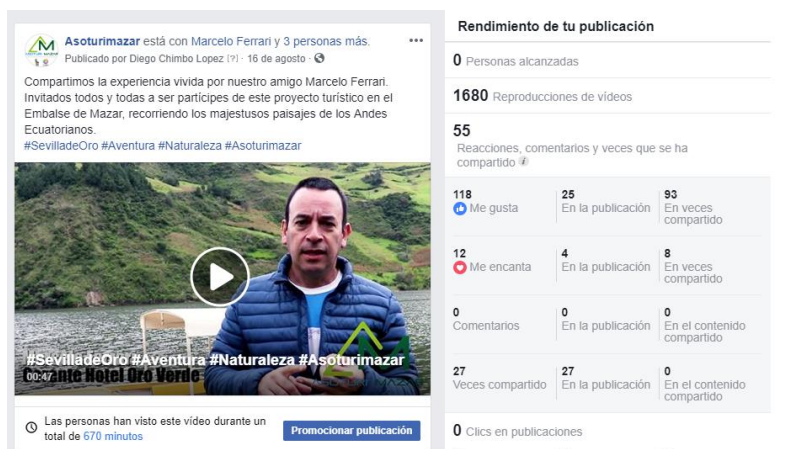 Asoturimazar está con Marcelo Ferrari y 3 personas más.
Publicado por Diego Chimbo Lopez [?] · 16 de agosto ·
Compartimos la experiencia vivida por nuestro amigo Marcelo Ferrari.
Invitados todos y todas a ser partícipes de este proyecto turístico en el
Embalse de Mazar, recorriendo los majestusos paisajes de los Andes
Ecuatorianos.
#SevilladeOro #Aventura #Naturaleza #Asoturimazar
#SevilladeOro #Aventura #Naturaleza #Asoturimazar
00:47
Hotel Oro Verde
Las personas han visto este vídeo durante un
total de 670 minutos
Promocionar publicación
Rendimiento de tu publicación
0 Personas alcanzadas
1680 Reproducciones de vídeos
55
Reacciones, comentarios y veces que se ha
compartido
118 25 93
Me gusta En la publicación En veces
compartido
12 4 8
Me encanta En la publicación En veces
compartido
0 0 0
Comentarios En la publicación En el contenido
compartido
27 27 0
Veces compartido En la publicación En el contenido
compartido
0 Clics en publicaciones